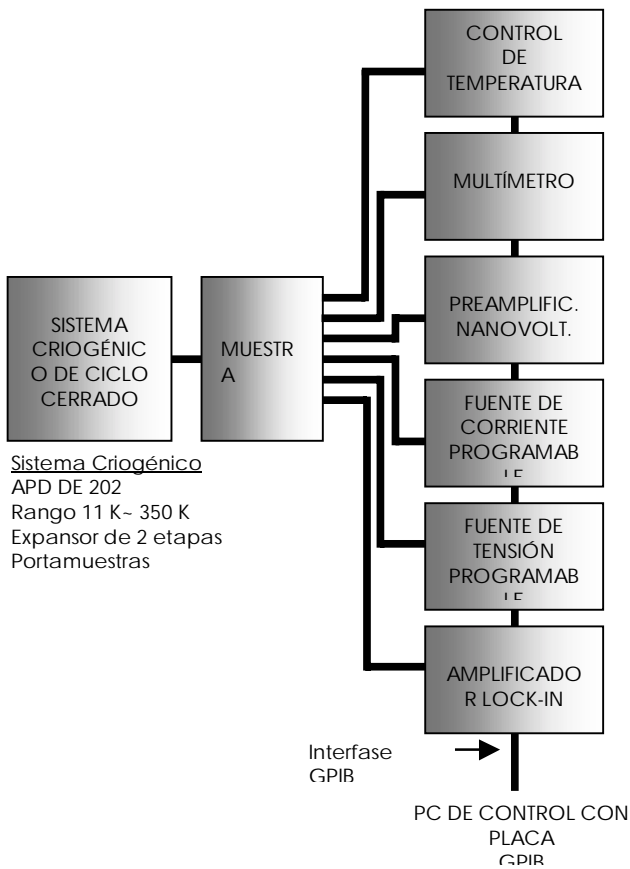 CONTROL
DE
TEMPERATURA
MULTÍMETRO
PREAMPLIFIC.
NANOVOLT.
SISTEMA
CRIOGÉNIC
O DE CICLO
CERRADO
MUESTR
A
FUENTE DE
CORRIENTE
PROGRAMAB
LE
FUENTE DE
TENSIÓN
PROGRAMAB
LE
AMPLIFICADO
R LOCK-IN
Sistema Criogénico
APD DE 202
Rango 11 K~ 350 K
Expansor de 2 etapas
Portamuestras
Interfase
GPIB
PC DE CONTROL CON
PLACA
GPIB